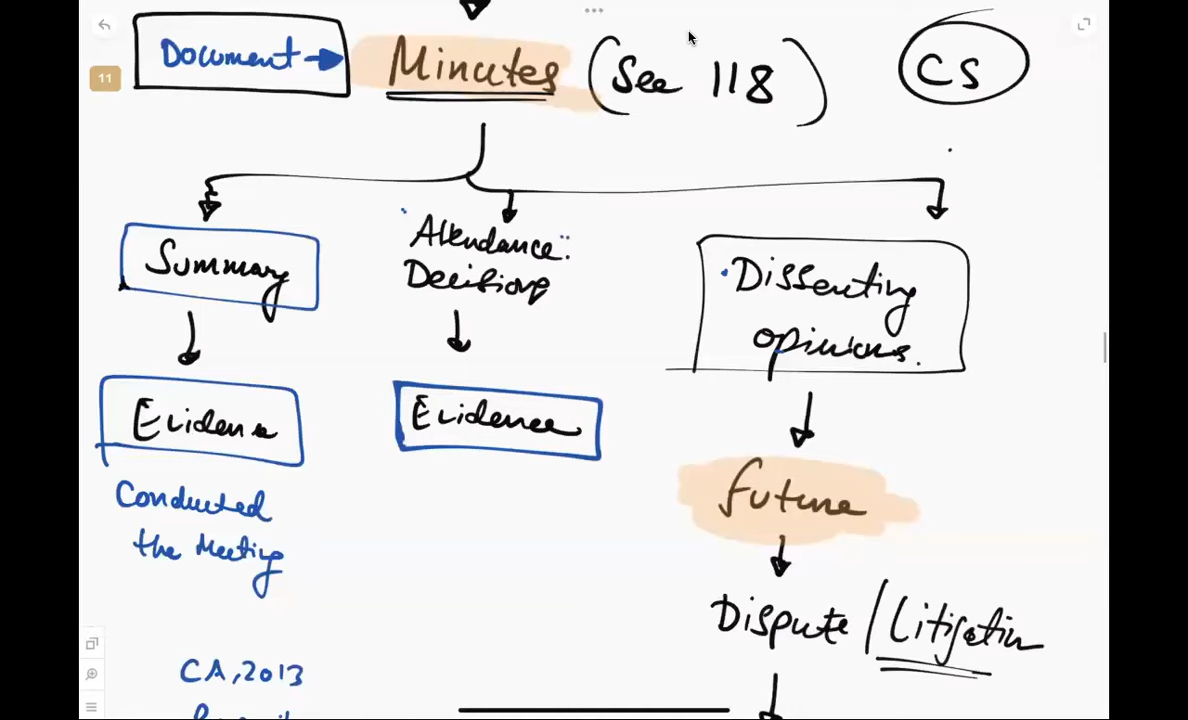 Document → Minutes (See 118) CS
11
Summary
Attendance:
Decisions
Dissenting
opinions.
Evidence
Evidence
Conducted
the Meeting
future
Dispute / Litigation
CA, 2013